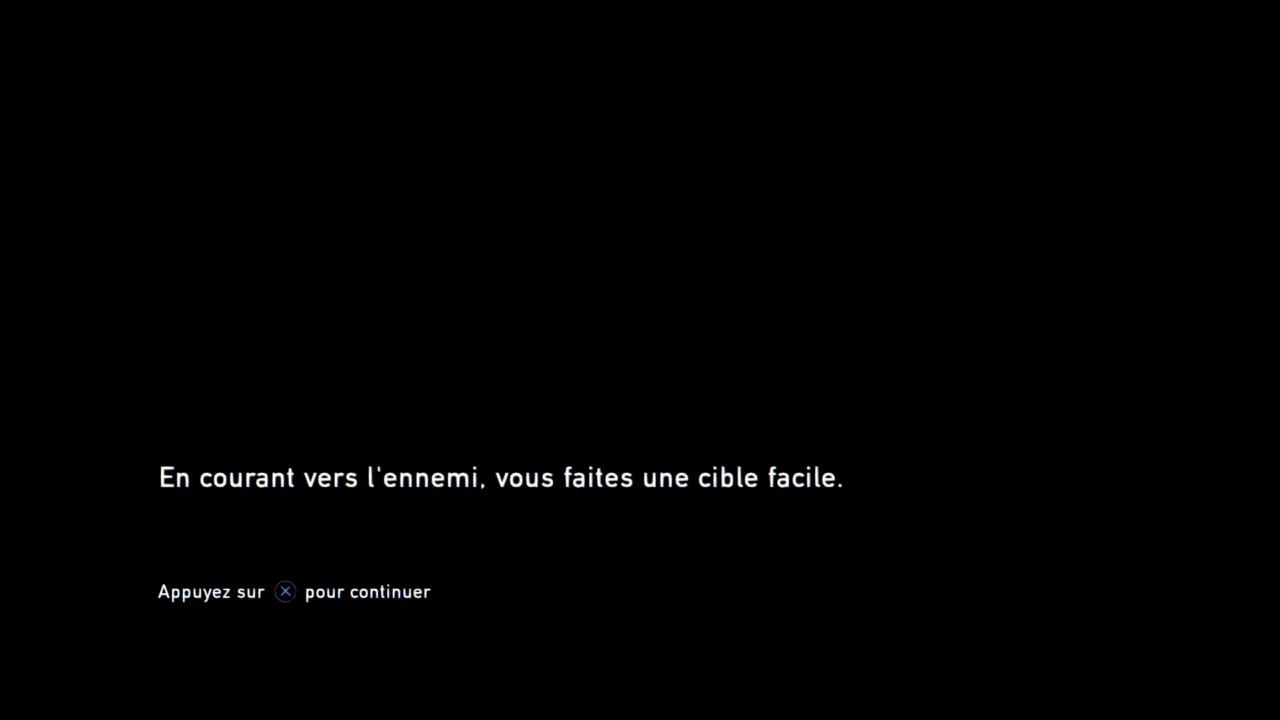 En courant vers l'ennemi, vous faites une cible facile.
Appuyez sur ⓧ pour continuer